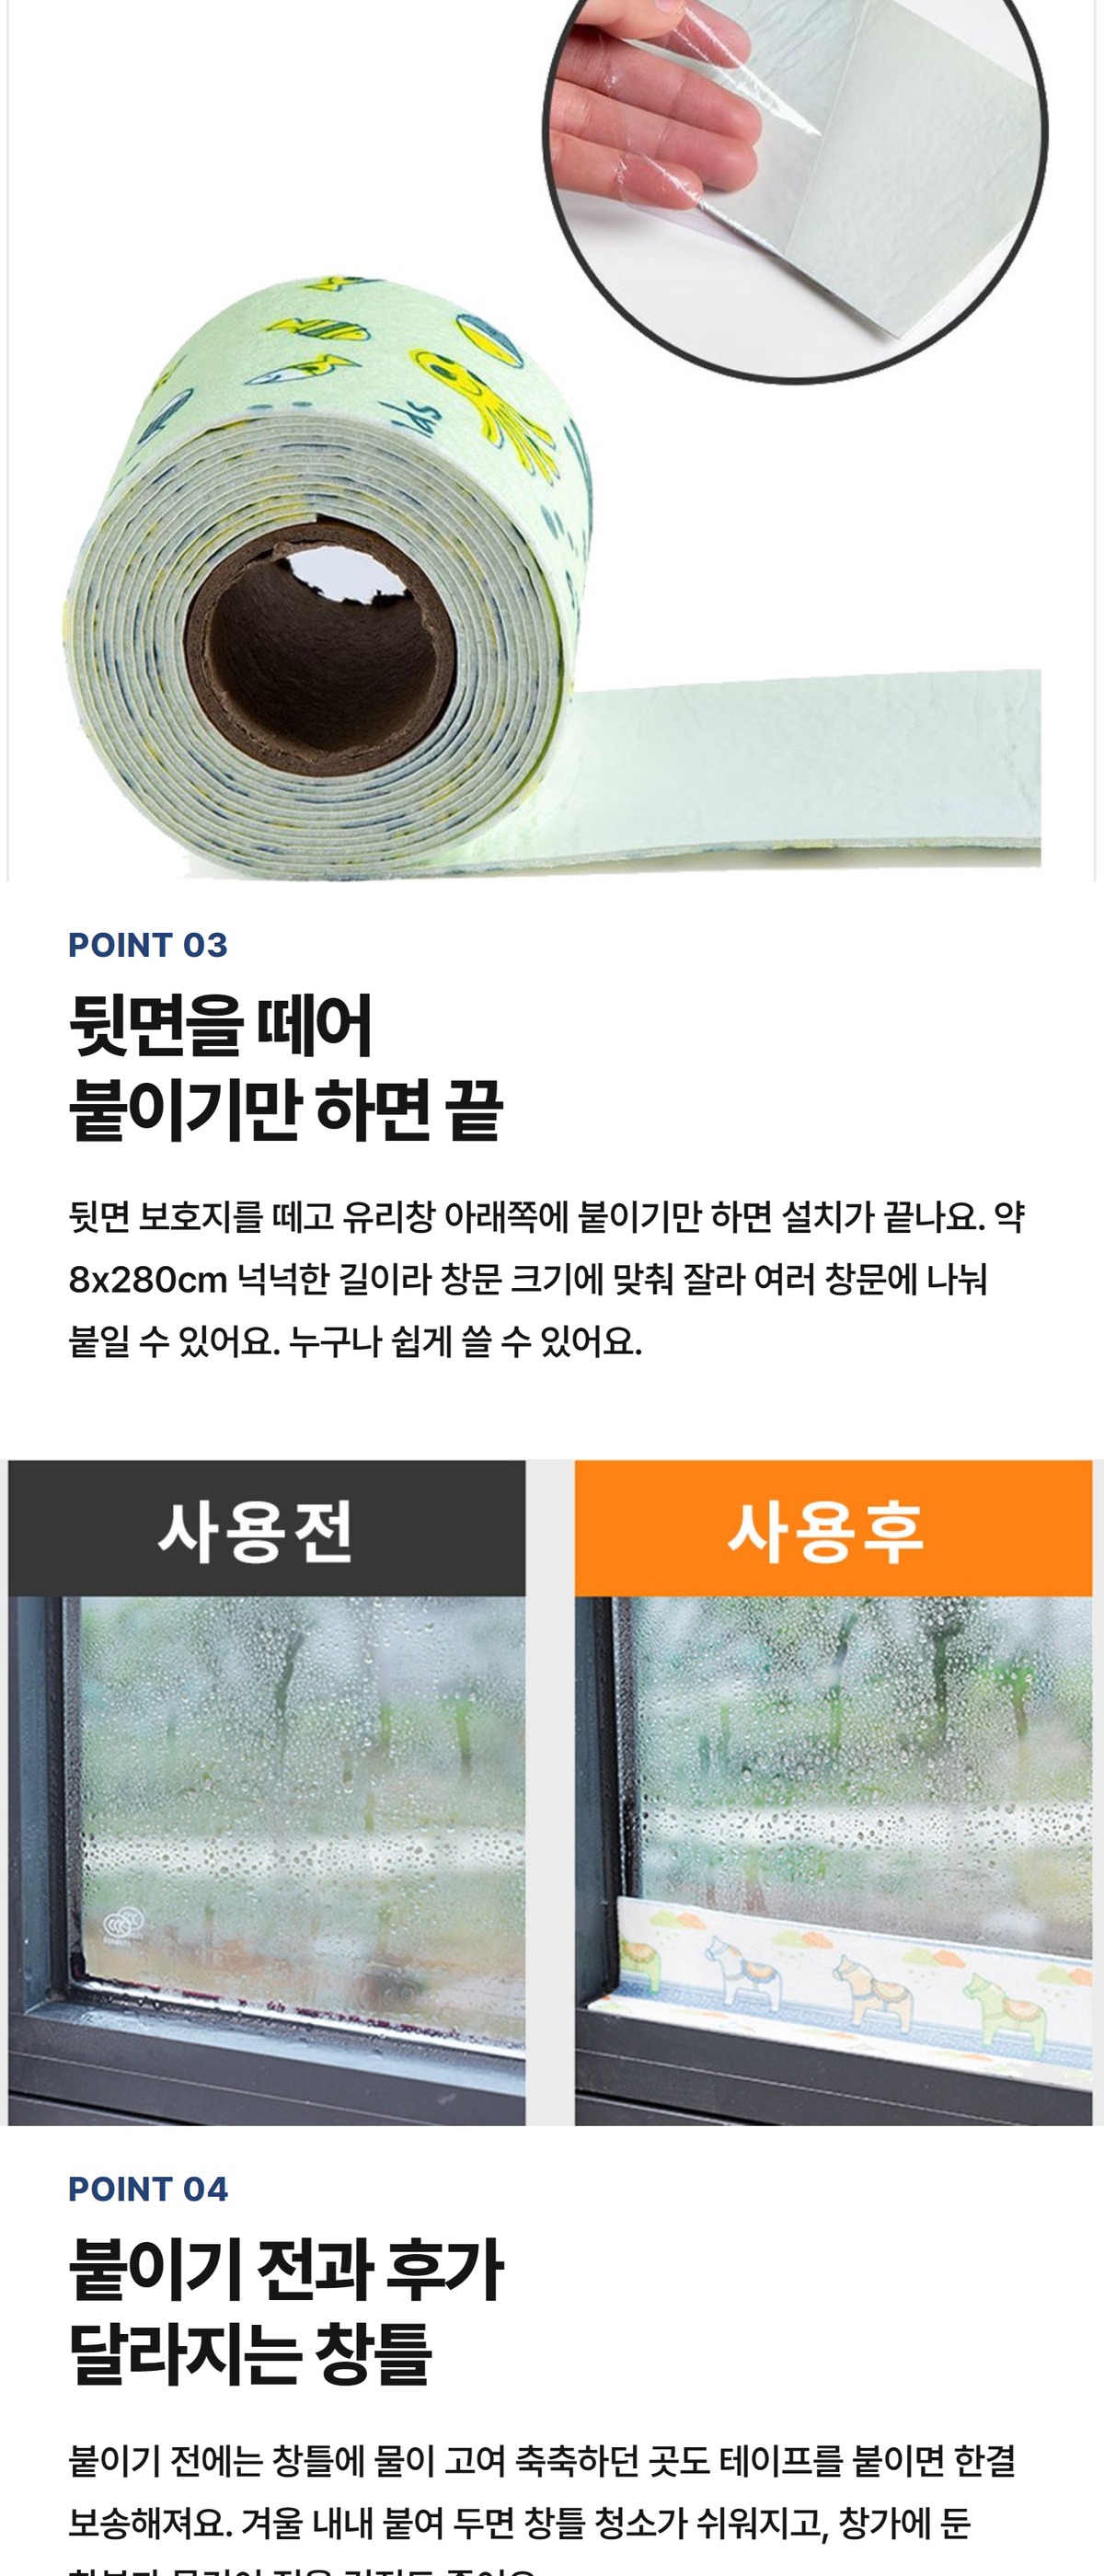 POINT 03
뒷면을 떼어
붙이기만 하면 끝
뒷면 보호지를 떼고 유리창 아래쪽에 붙이기만 하면 설치가 끝나요. 약
8x280cm 넉넉한 길이라 창문 크기에 맞춰 잘라 여러 창문에 나눠
붙일 수 있어요. 누구나 쉽게 쓸 수 있어요.
사용전
사용후
POINT 04
붙이기 전과 후가
달라지는 창틀
붙이기 전에는 창틀에 물이 고여 축축하던 곳도 테이프를 붙이면 한결
보송해져요. 겨울 내내 붙여 두면 창틀 청소가 쉬워지고, 창가에 둔